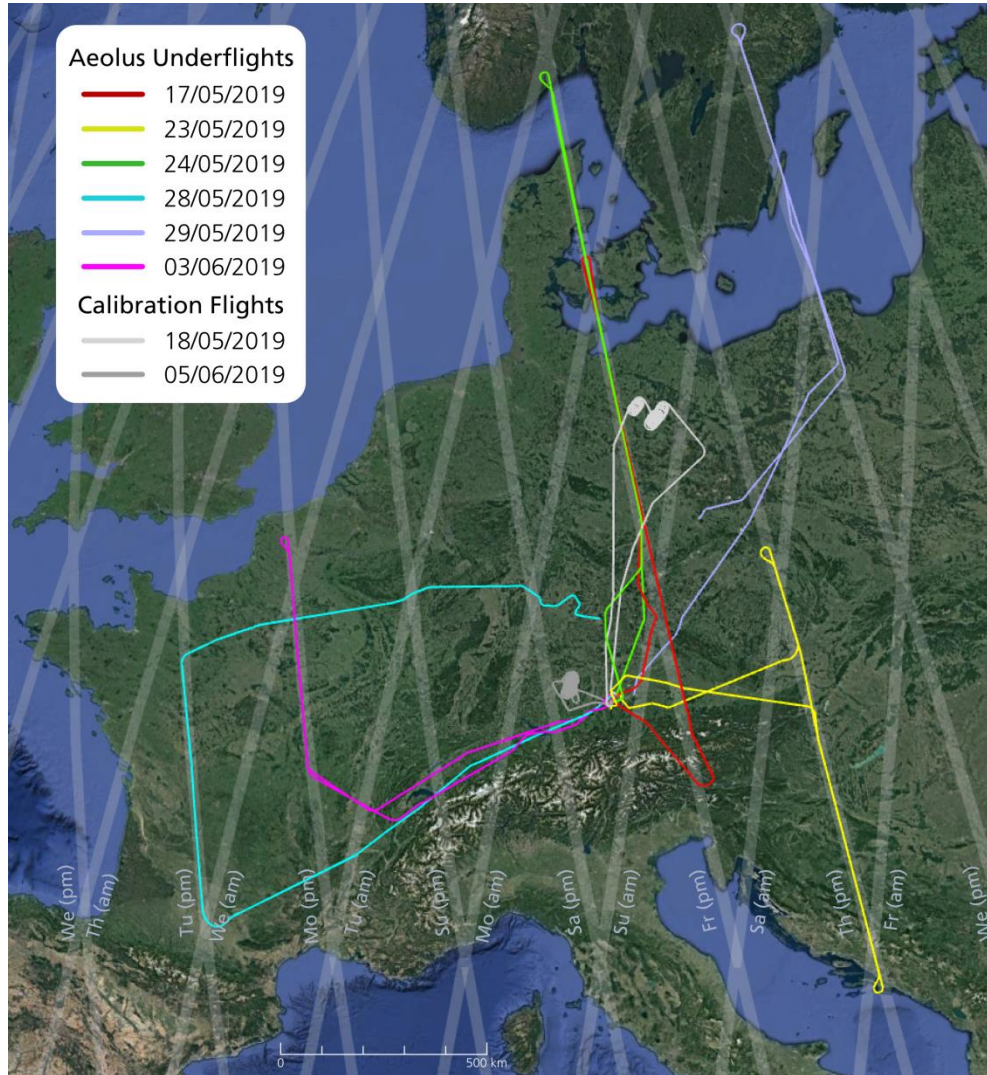 Aeolus Underflights
17/05/2019
23/05/2019
24/05/2019
28/05/2019
29/05/2019
03/06/2019
Calibration Flights
18/05/2019
05/06/2019
We (pm)
Th (am)
Tu (pm)
We (am)
Mo (pm)
Tu (am)
Su (pm)
Mo (am)
Sa (pm)
Su (am)
Fr (pm)
Sa (am)
Th (pm)
Fr (am)
We (pm)
0
500 km